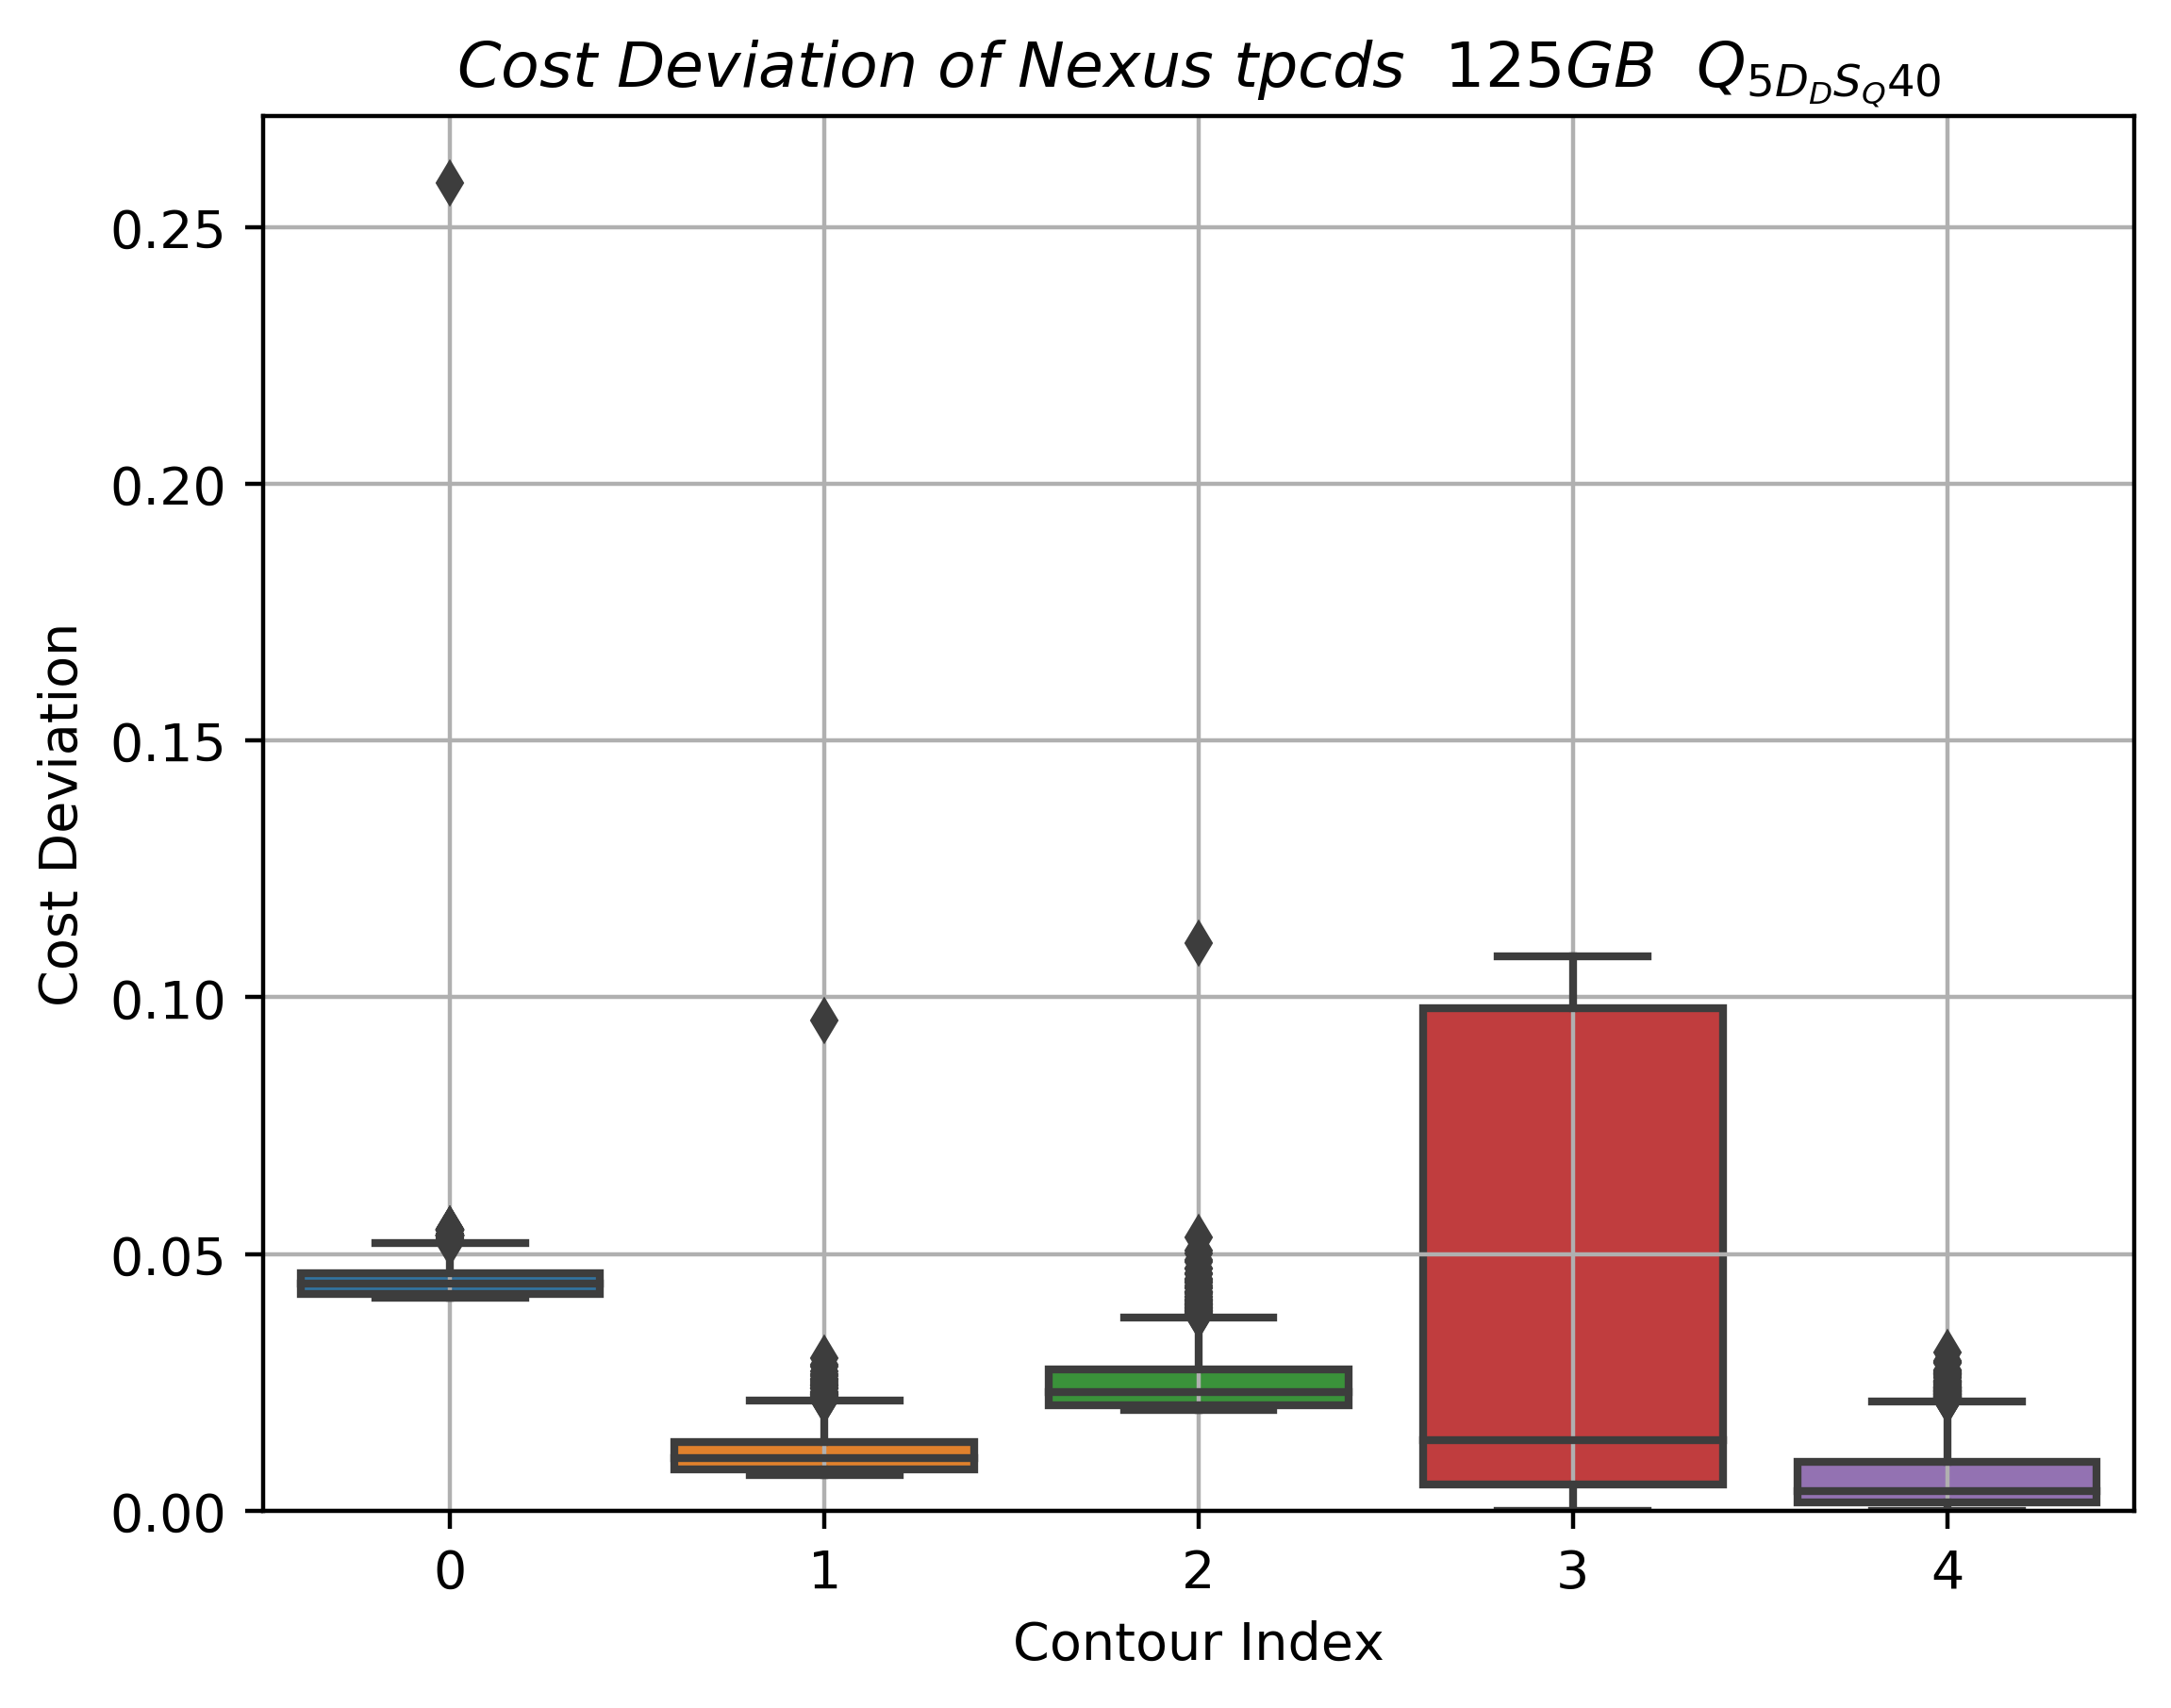 Cost Deviation of Nexus tpcds 125GB Q5DDSQ40
0.25
0.20
0.15
0.10
0.05
0.00
Cost Deviation
0 1 2 3 4
Contour Index